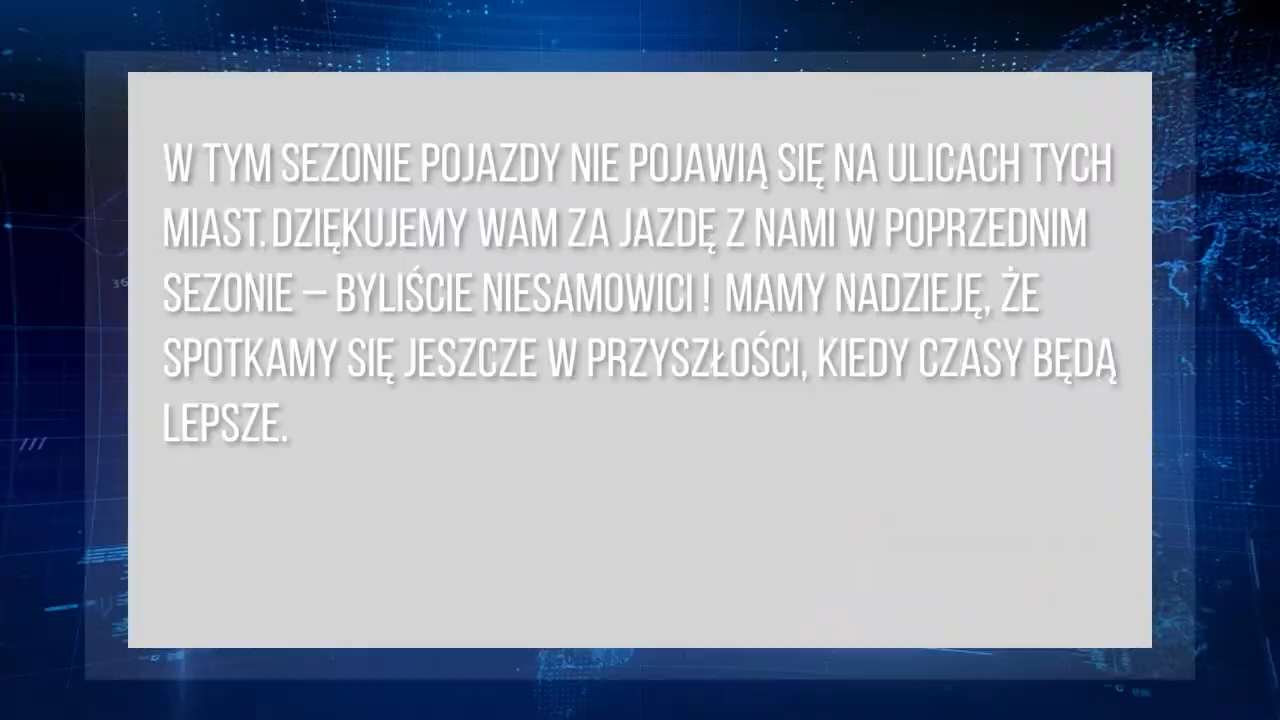 W TYM SEZONIE POJAZDY NIE POJAWIĄ SIĘ NA ULICACH TYCH
MIAST. DZIĘKUJEMY WAM ZA JAZDĘ Z NAMI W POPRZEDNIM
SEZONIE – BYLIŚCIE NIESAMOWICI ! MAMY NADZIEJĘ, ŻE
SPOTKAMY SIĘ JESZCZE W PRZYSZŁOŚCI, KIEDY CZASY BĘDĄ
LEPSZE.